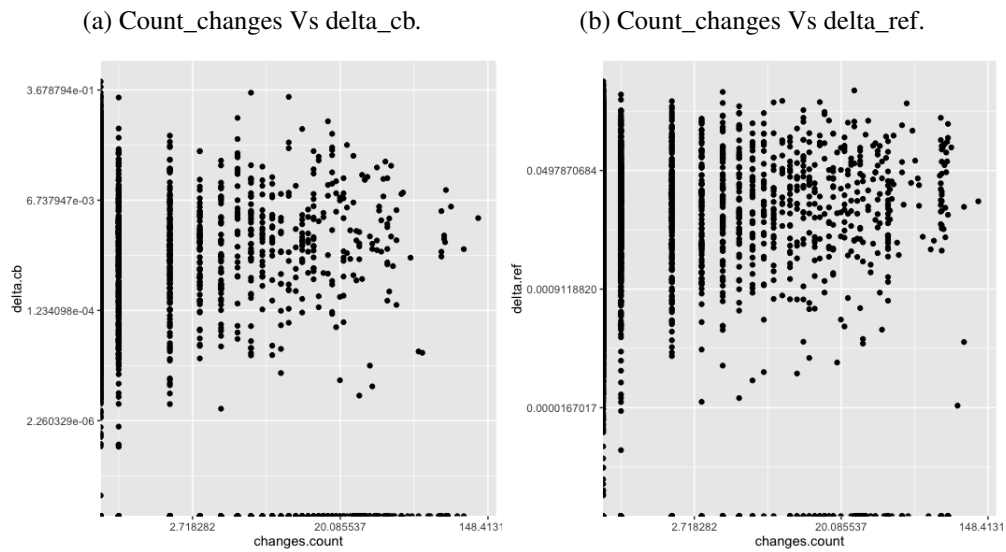 (a) Count_changes Vs delta_cb.
3.678794e-01
6.737947e-03
1.234098e-04
2.260329e-06
delta.cb
2.718282
20.085537
148.4131
changes.count
(b) Count_changes Vs delta_ref.
0.0497870684
0.0009118820
0.0000167017
delta.ref
2.718282
20.085537
148.4131
changes.count